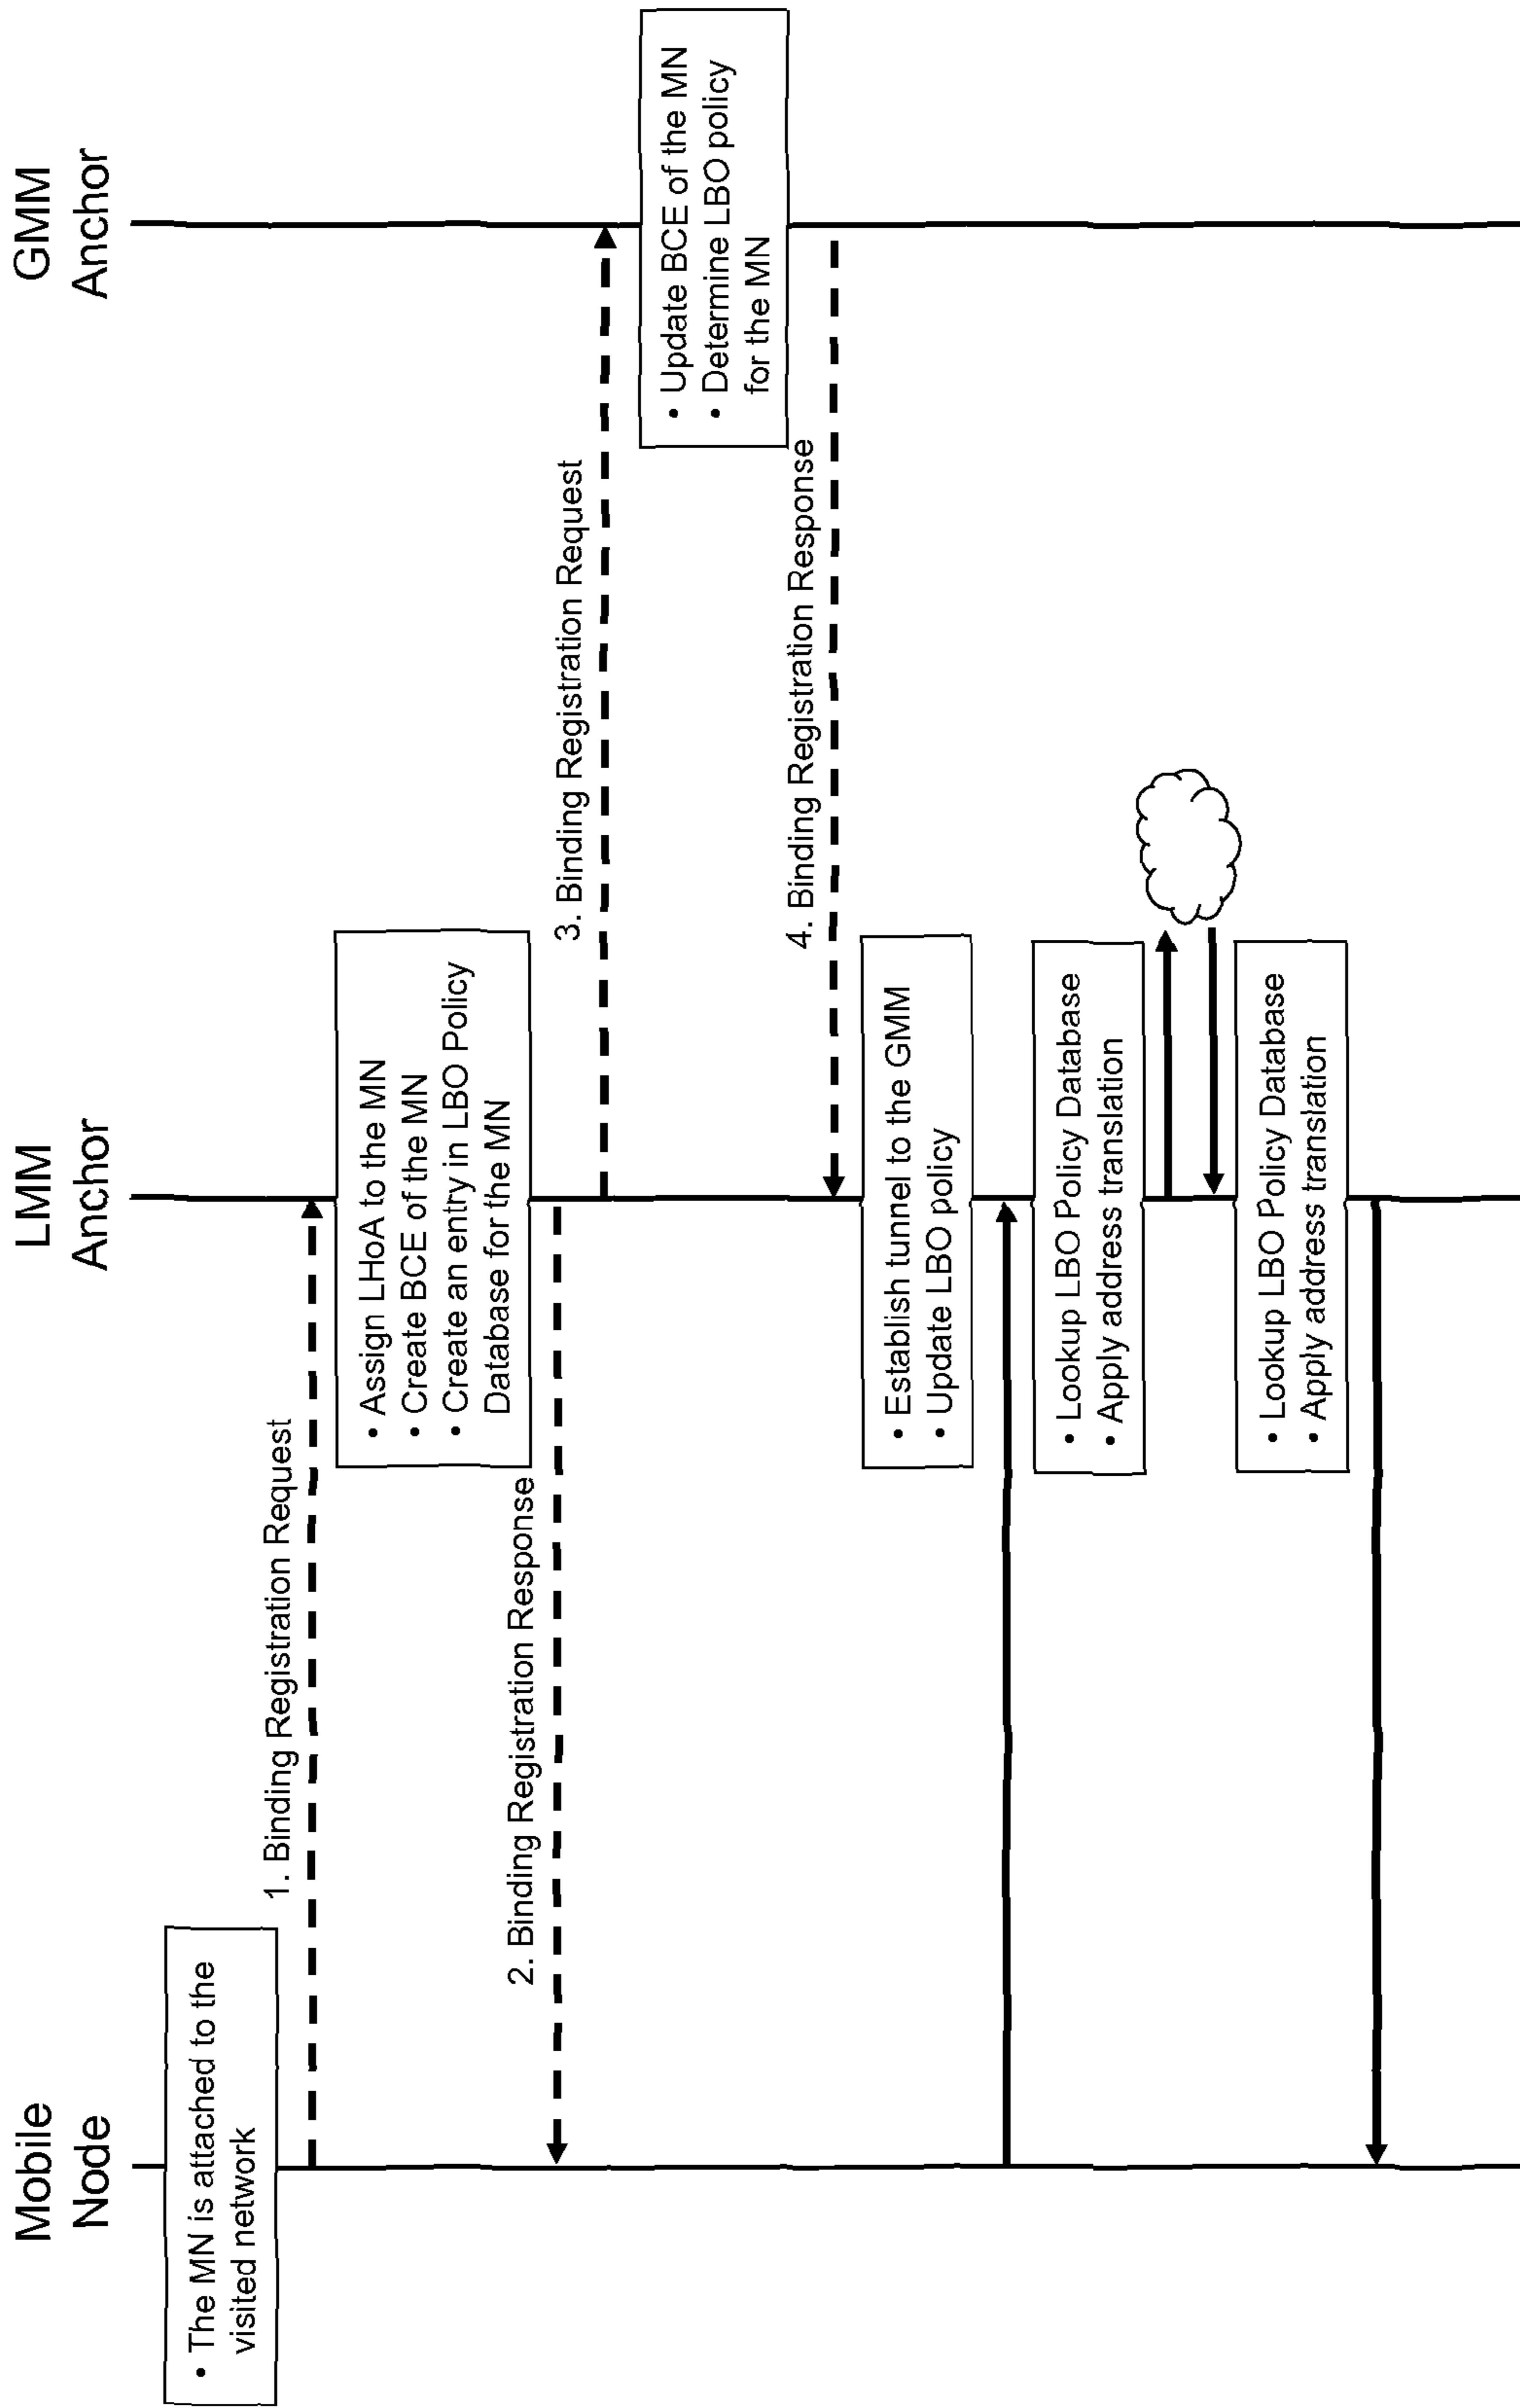 Mobile
Node
LMM
Anchor
GMM
Anchor
• The MN is attached to the
visited network
1. Binding Registration Request
• Assign LHoA to the MN
• Create BCE of the MN
• Create an entry in LBO Policy
Database for the MN
2. Binding Registration Response
3. Binding Registration Request
• Update BCE of the MN
• Determine LBO policy
for the MN
4. Binding Registration Response
• Establish tunnel to the GMM
• Update LBO policy
• Lookup LBO Policy Database
• Apply address translation
• Lookup LBO Policy Database
• Apply address translation